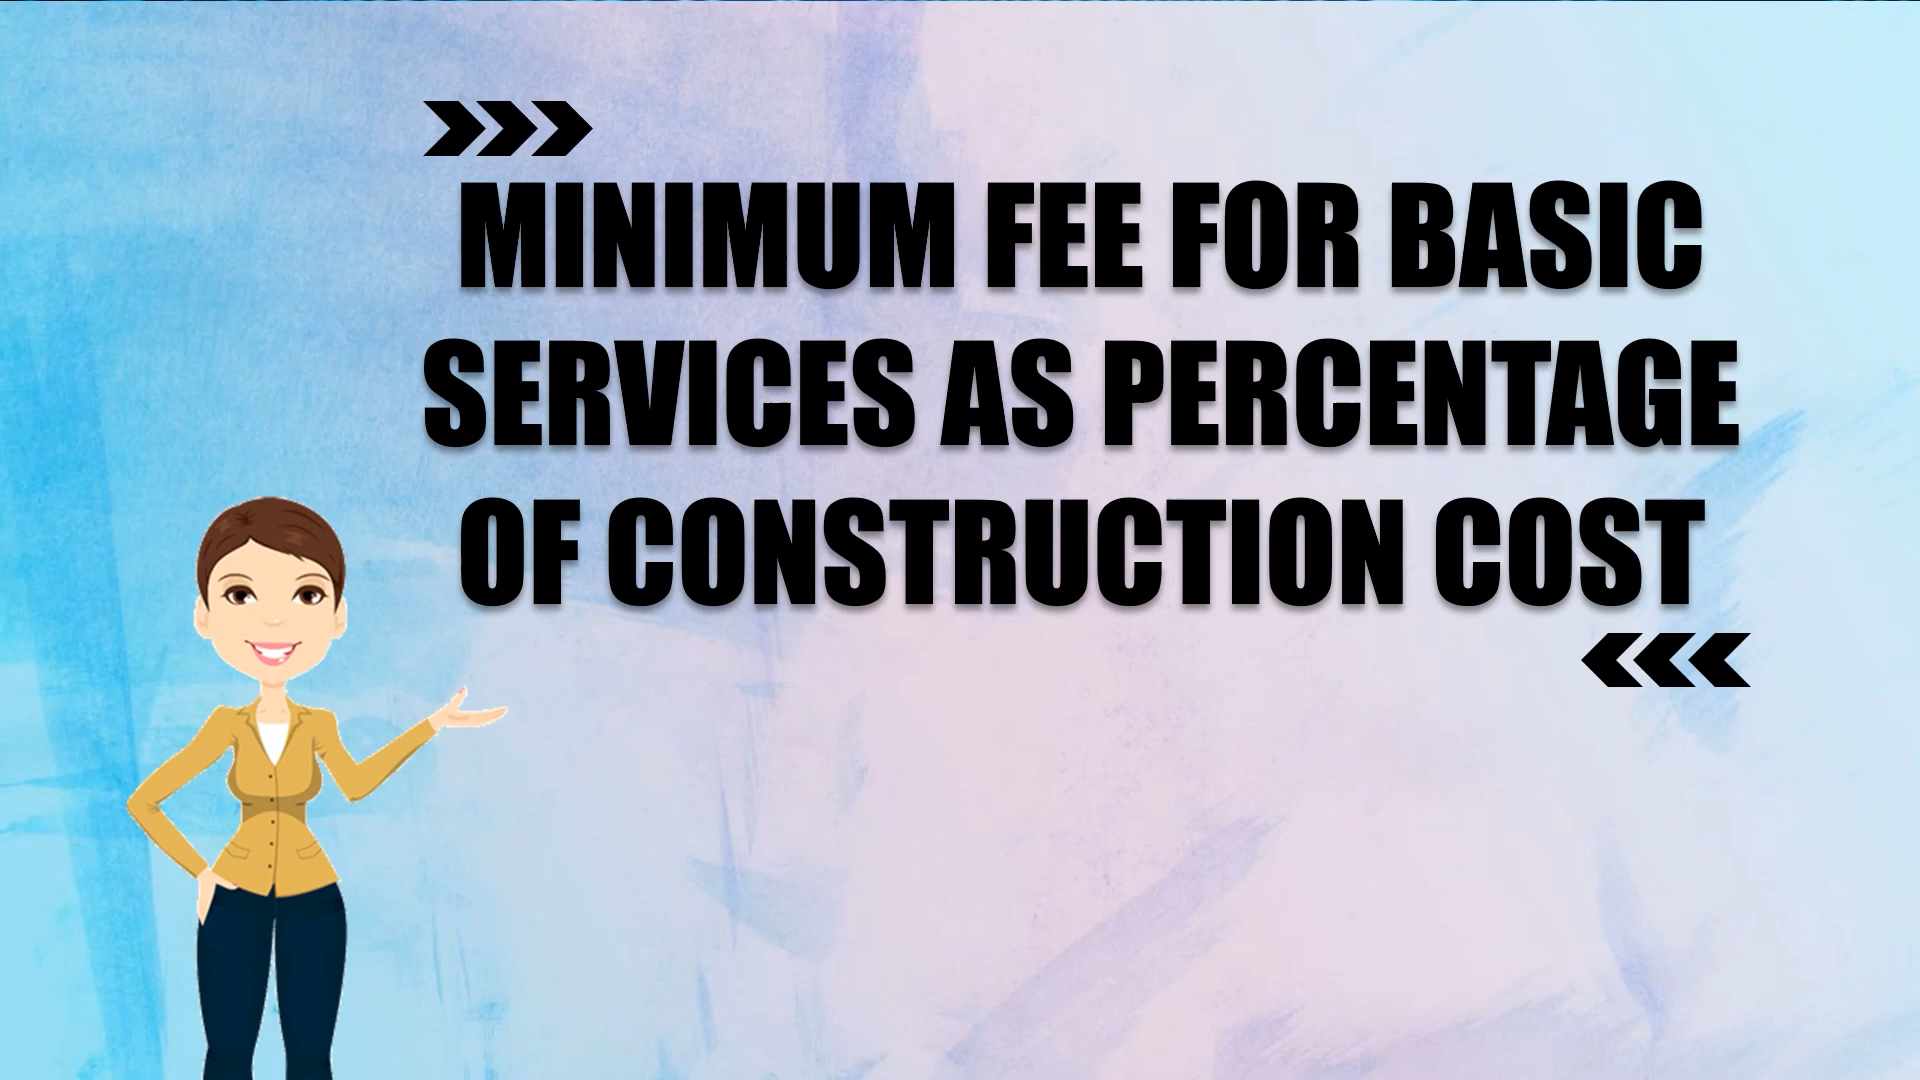 MINIMUM FEE FOR BASIC
SERVICES AS PERCENTAGE
OF CONSTRUCTION COST